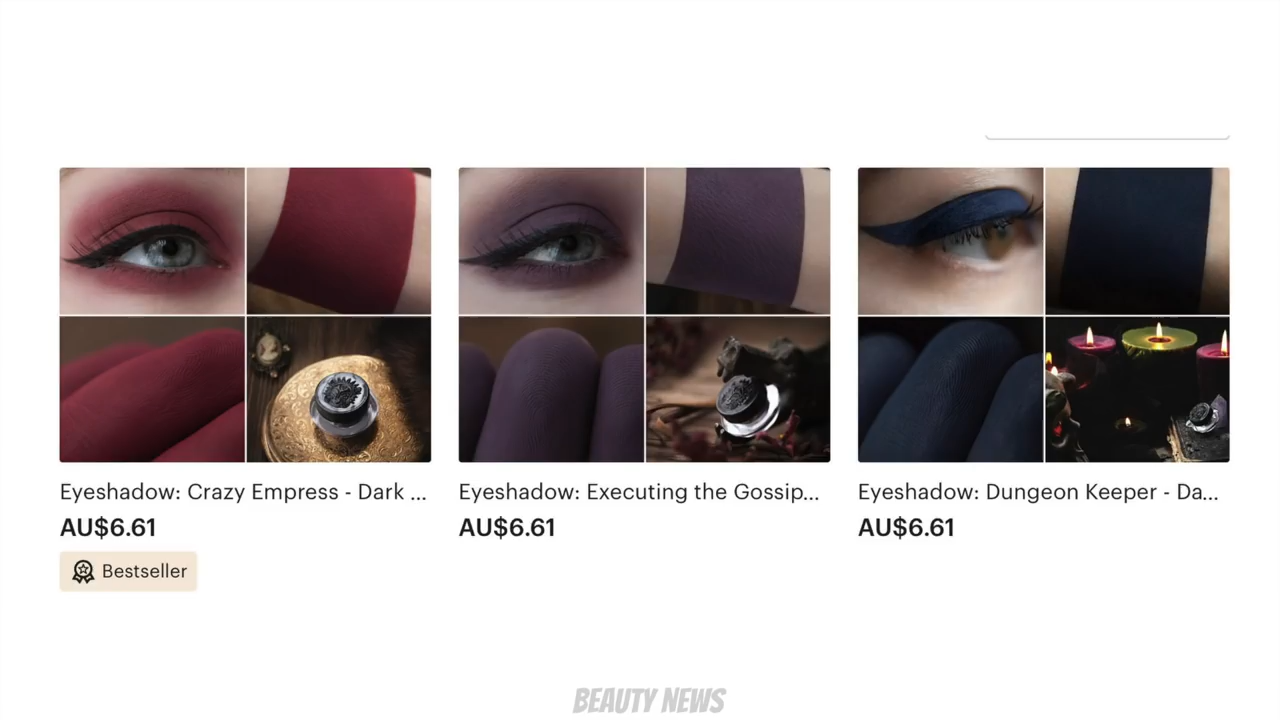 Eyeshadow: Crazy Empress - Dark ...
AU$6.61
Bestseller
Eyeshadow: Executing the Gossip...
AU$6.61
Eyeshadow: Dungeon Keeper - Da...
AU$6.61
BEAUTY NEWS